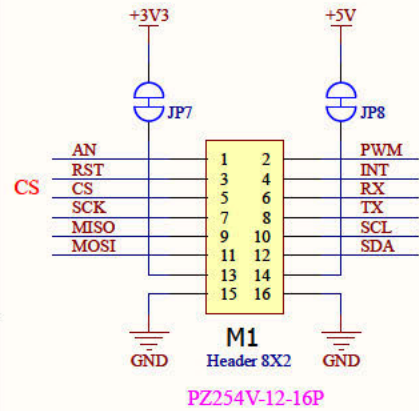 +3V3 +5V
JP7 JP8
AN 1 2 PWM
RST 3 4 INT
CS CS 5 6 RX
SCK 7 8 TX
MISO 9 10 SCL
MOSI 11 12 SDA
13 14
15 16
M1
GND Header 8X2 GND
PZ254V-12-16P